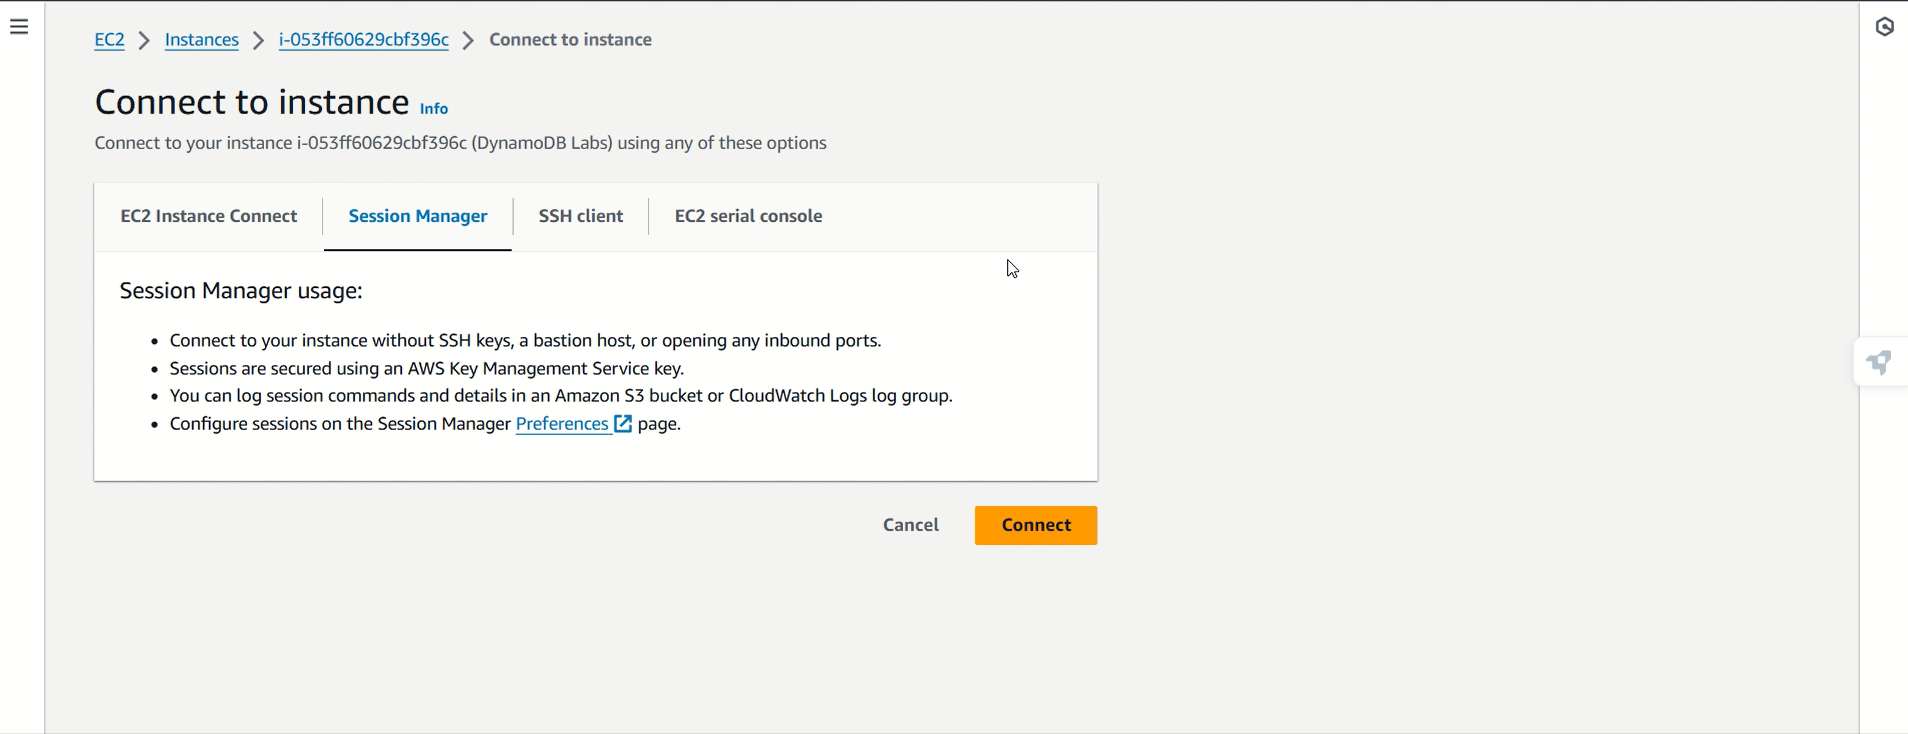 EC2 > Instances > i-053ff60629cbf396c > Connect to instance
Connect to instance Info
Connect to your instance i-053ff60629cbf396c (DynamoDB Labs) using any of these options
EC2 Instance Connect Session Manager SSH client EC2 serial console
Session Manager usage:
• Connect to your instance without SSH keys, a bastion host, or opening any inbound ports.
• Sessions are secured using an AWS Key Management Service key.
• You can log session commands and details in an Amazon S3 bucket or CloudWatch Logs log group.
• Configure sessions on the Session Manager Preferences page.
Cancel Connect